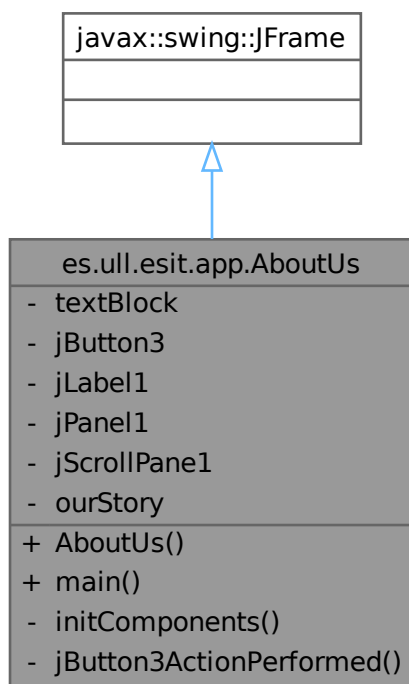 javax::swing::JFrame
es.ull.esit.app.AboutUs
- textBlock
- jButton3
- jLabel1
- jPanel1
- jScrollPane1
- ourStory
+ AboutUs()
+ main()
- initComponents()
- jButton3ActionPerformed()